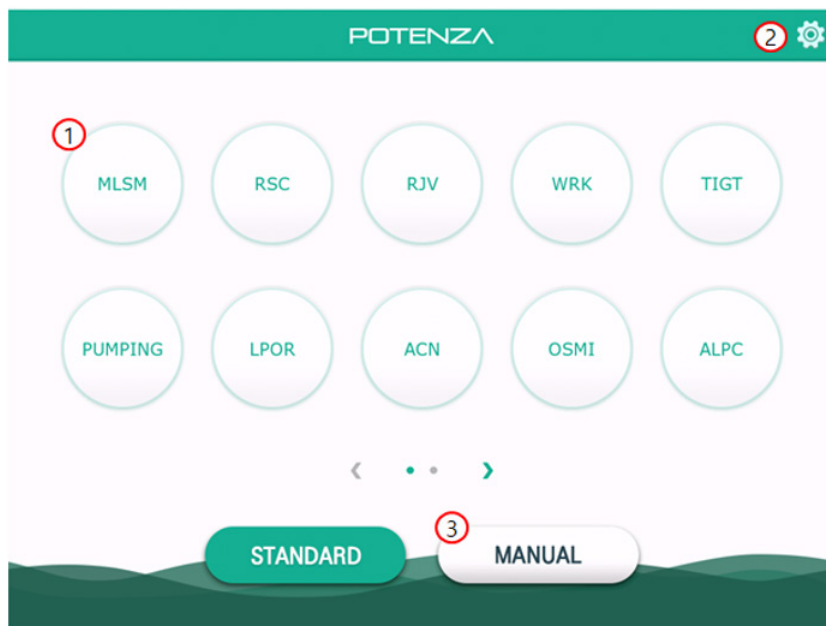 POTENZA
2
1
MLSM RSC RJV WRK TIGT
PUMPING LPOR ACN OSMI ALPC
3
STANDARD MANUAL